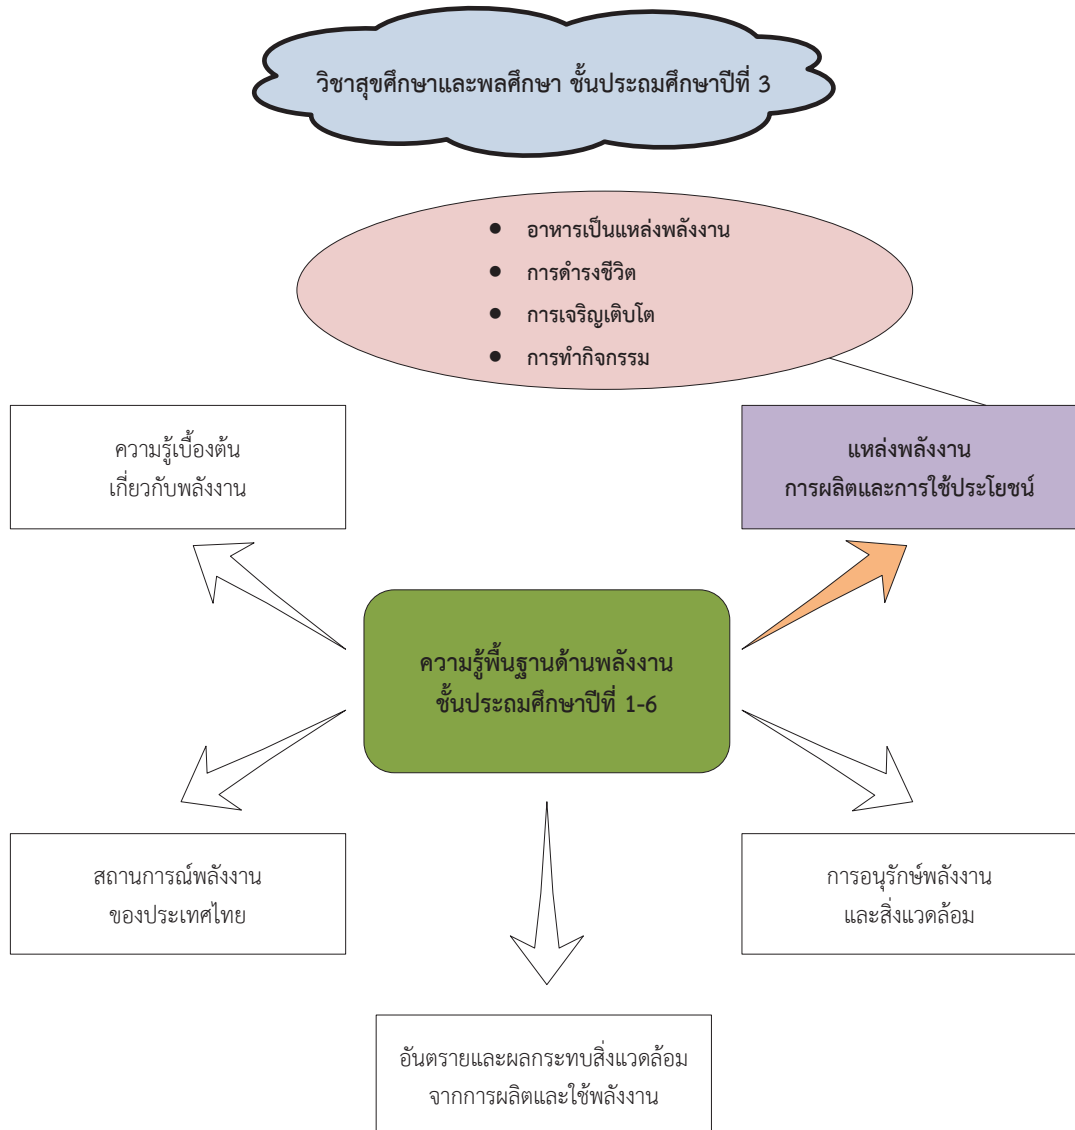 วิชาสุขศึกษาและพลศึกษา ชั้นประถมศึกษาปีที่ 3
● อาหารเป็นแหล่งพลังงาน
● การดำรงชีวิต
● การเจริญเติบโต
● การทำกิจกรรม
ความรู้เบื้องต้น
เกี่ยวกับพลังงาน
แหล่งพลังงาน
การผลิตและการใช้ประโยชน์
ความรู้พื้นฐานด้านพลังงาน
ชั้นประถมศึกษาปีที่ 1-6
สถานการณ์พลังงาน
ของประเทศไทย
การอนุรักษ์พลังงาน
และสิ่งแวดล้อม
อันตรายและผลกระทบสิ่งแวดล้อม
จากการผลิตและใช้พลังงาน